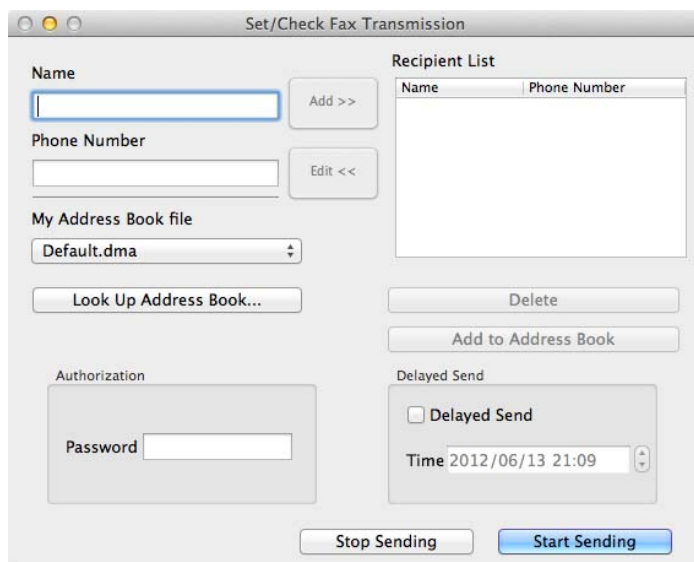 Set/Check Fax Transmission
Name
Add >>
Phone Number
Edit <<
My Address Book file
Default.dma
Look Up Address Book...
Recipient List
Name Phone Number
Delete
Add to Address Book
Authorization
Password
Delayed Send
Delayed Send
Time 2012/06/13 21:09
Stop Sending
Start Sending